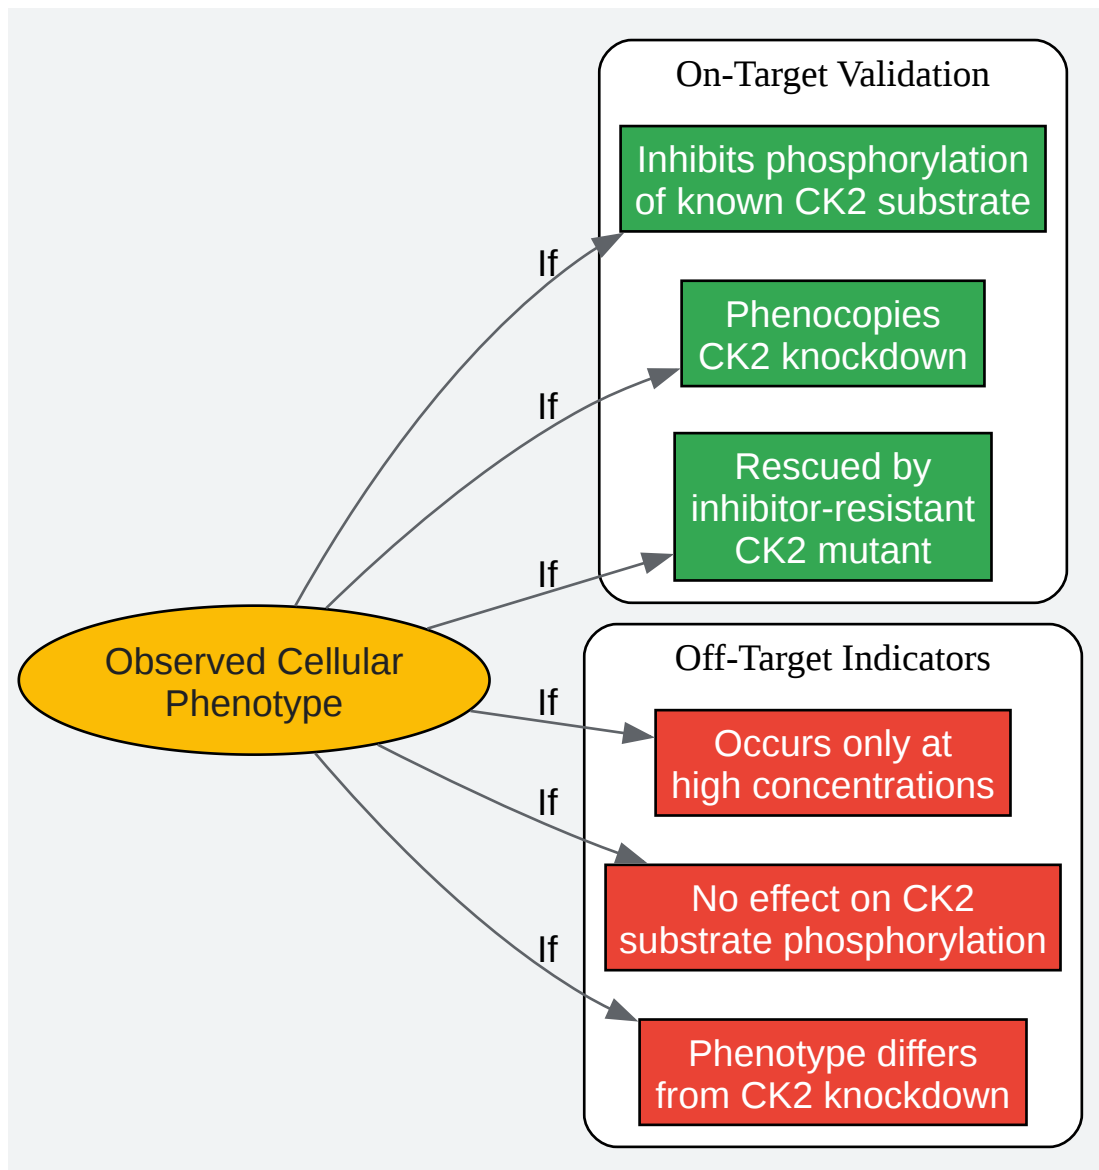 On-Target Validation
Inhibits phosphorylation
of known CK2 substrate
If
Phenocopies
CK2 knockdown
If
Rescued by
inhibitor-resistant
CK2 mutant
If
Observed Cellular
Phenotype
Off-Target Indicators
If
Occurs only at
high concentrations
If
No effect on CK2
substrate phosphorylation
If
Phenotype differs
from CK2 knockdown